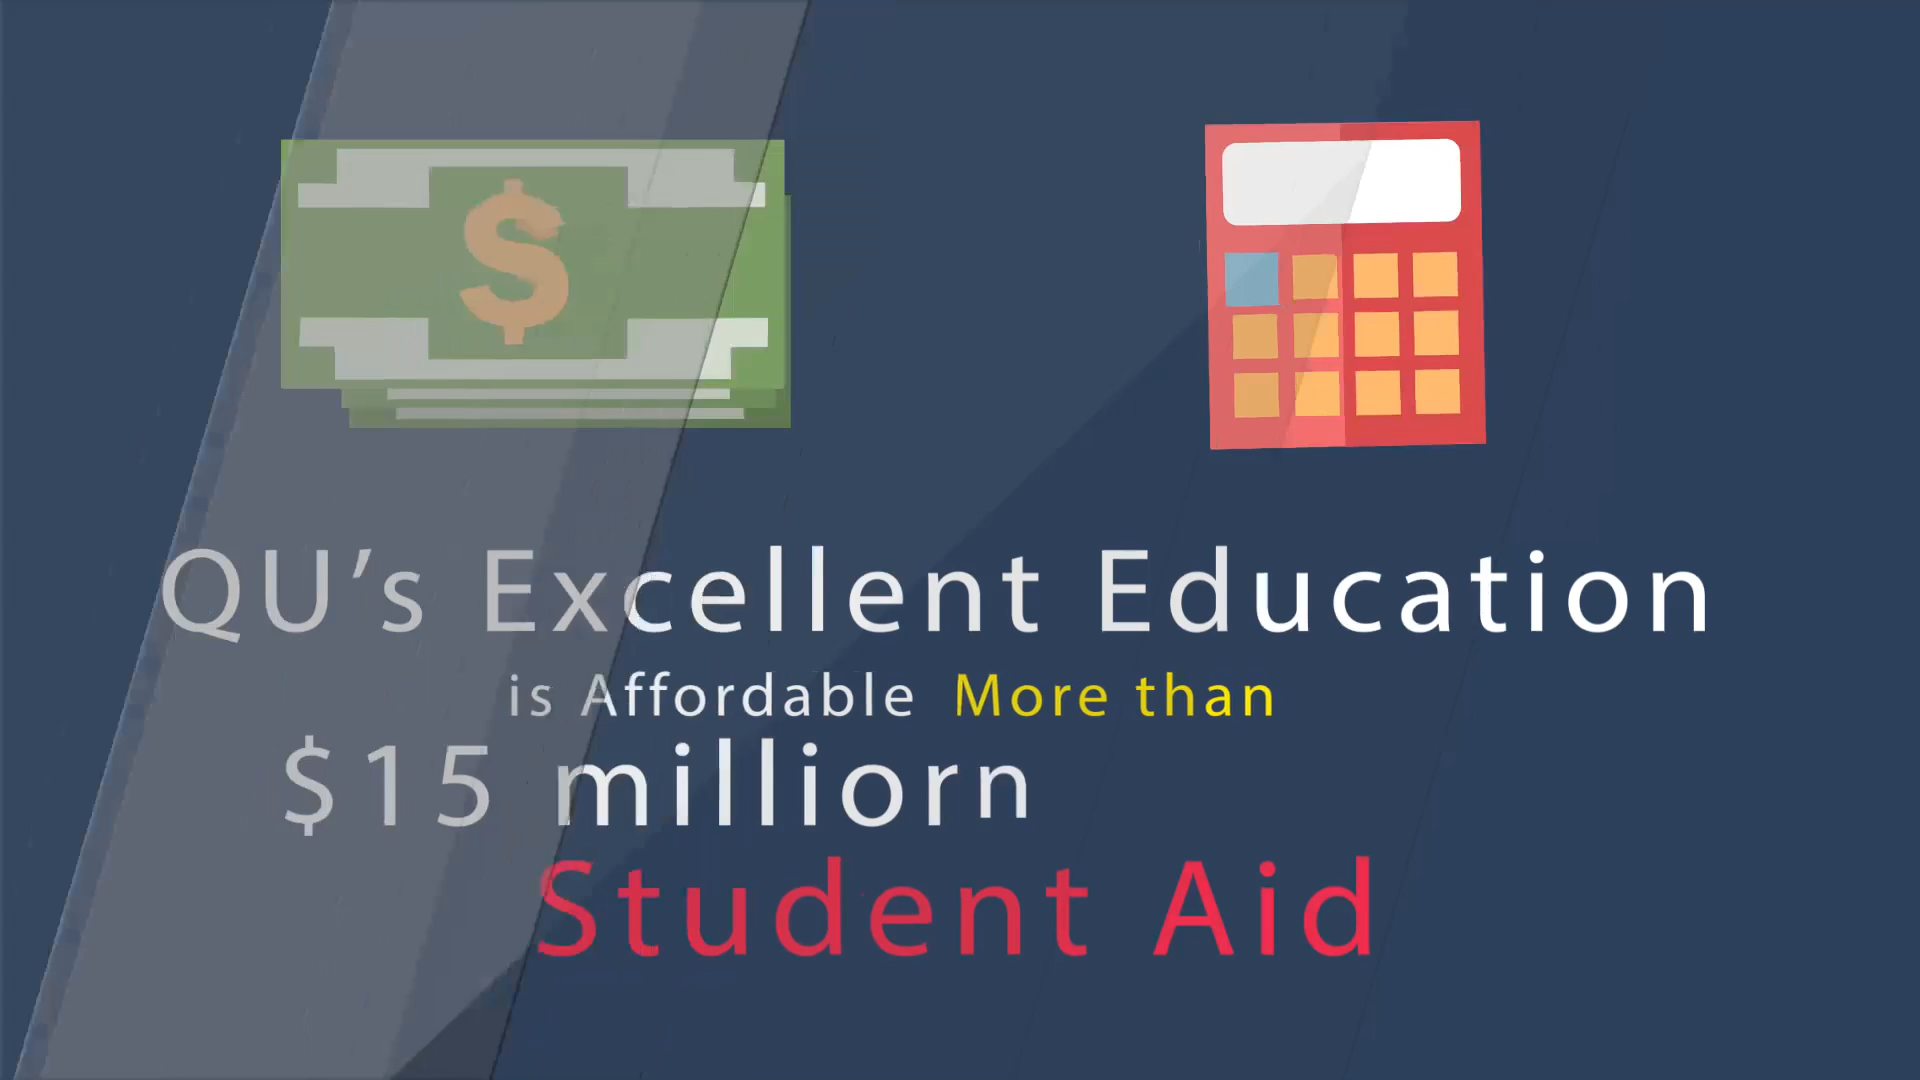 $
QU’s Excellent Education
is Affordable More than
$15 milliorn
Student Aid